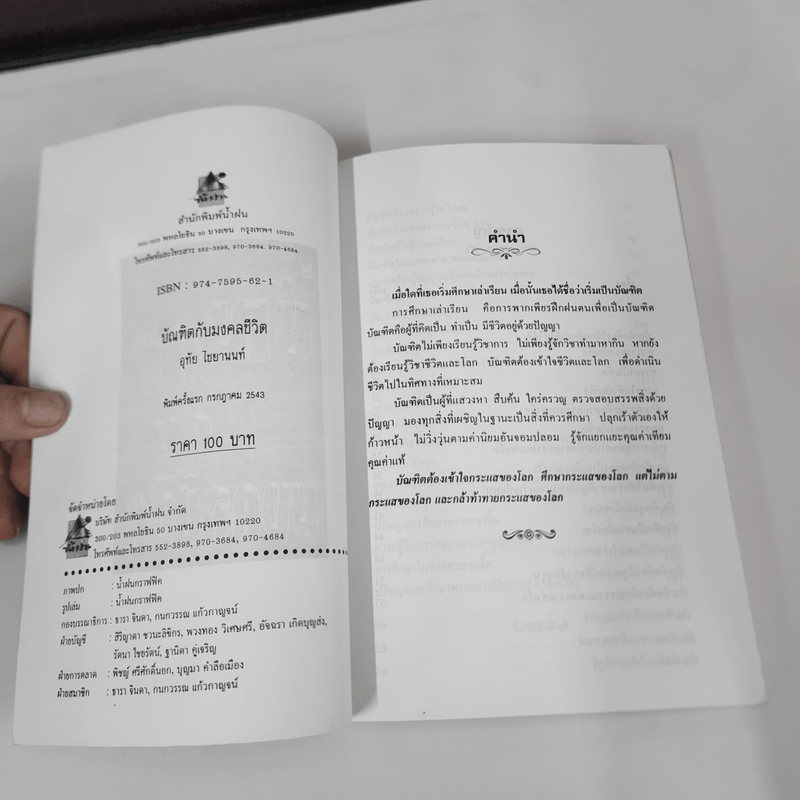 น้ำฝน
สำนักพิมพ์น้ำฝน
300/203 พหลโยธิน 50 บางเขน กรุงเทพฯ 10220
โทรศัพท์และโทรสาร 552-3898, 970-3684, 970-4684
ISBN : 974-7595-62-1
บัณฑิตกับมงคลชีวิต
อุทัย ไชยานนท์
พิมพ์ครั้งแรก กรกฎาคม 2543
ราคา 100 บาท
จัดจำหน่ายโดย
บริษัท สำนักพิมพ์น้ำฝน จำกัด
300/203 พหลโยธิน 50 บางเขน กรุงเทพฯ 10220
น้ำฝน
โทรศัพท์และโทรสาร 552-3898, 970-3684, 970-4684
ภาพปก : น้ำฝนกราฟฟิค
รูปเล่ม : น้ำฝนกราฟฟิค
กองบรรณาธิการ : ธารา จินดา, กนกวรรณ แก้วกาญจน์
ฝ่ายบัญชี : สิริญาดา ชวนะลิขิกร, พวงทอง วิเศษศรี, อัจฉรา เกิดบุญส่ง,
รัตนา ไชยรัตน์, ฐานิดา คู่เจริญ
ฝ่ายการตลาด : พิชญ์ ศรีศักดิ์นอก, บุญมา คำลือเมือง
ฝ่ายสมาชิก : ธารา จินดา, กนกวรรณ แก้วกาญจน์
คำนำ
เมื่อใดที่เธอเริ่มศึกษาเล่าเรียน เมื่อนั้นเธอได้ชื่อว่าเริ่มเป็นบัณฑิต
การศึกษาเล่าเรียน คือการพากเพียรฝึกฝนตนเพื่อเป็นบัณฑิต
บัณฑิตคือผู้ที่คิดเป็น ทำเป็น มีชีวิตอยู่ด้วยปัญญา
บัณฑิตไม่เพียงเรียนรู้วิชาการ ไม่เพียงรู้จักวิชาทำมาหากิน หากยัง
ต้องเรียนรู้วิชาชีวิตและโลก บัณฑิตต้องเข้าใจชีวิตและโลก เพื่อดำเนิน
ชีวิตไปในทิศทางที่เหมาะสม
บัณฑิตเป็นผู้ที่แสวงหา สืบค้น ใคร่ครวญ ตรวจสอบสรรพสิ่งด้วย
ปัญญา มองทุกสิ่งที่เผชิญในฐานะเป็นสิ่งที่ควรศึกษา ปลุกเร้าตัวเองให้
ก้าวหน้า ไม่วิ่งวุ่นตามค่านิยมอันจอมปลอม รู้จักแยกแยะคุณค่าเทียม
คุณค่าแท้
บัณฑิตต้องเข้าใจกระแสของโลก ศึกษากระแสของโลก แต่ไม่ตาม
กระแสของโลก และกล้าท้าทายกระแสของโลก